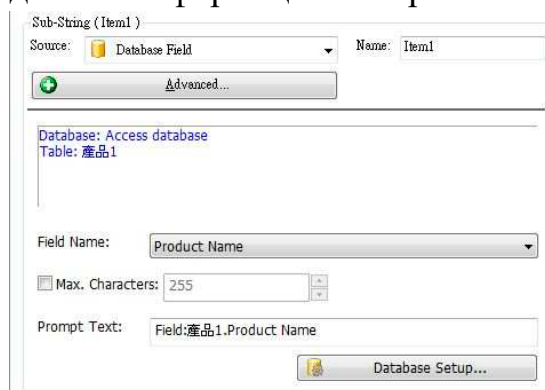 Sub-String ( Item1 )
Source: Database Field Name: Item1
Advanced...
Database: Access database
Table: 產品1
Field Name: Product Name
Max. Characters: 255
Prompt Text: Field:產品1.Product Name
Database Setup...